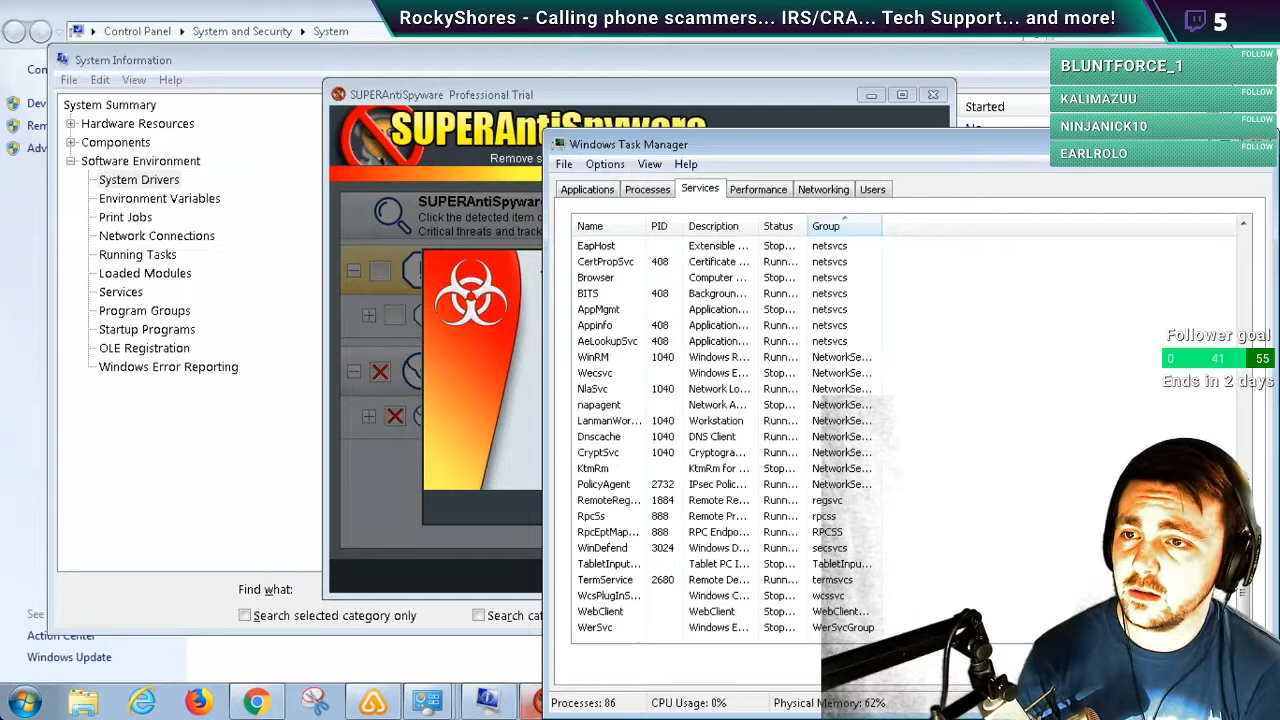 RockyShores - Calling phone scammers... IRS/CRA... Tech Support... and more!
5
Control Panel System and Security System
System Information
File Edit View Help
System Summary
Hardware Resources
Components
Software Environment
System Drivers
Environment Variables
Print Jobs
Network Connections
Running Tasks
Loaded Modules
Services
Program Groups
Startup Programs
OLE Registration
Windows Error Reporting
Find what:
Search selected category only
Action Center
Windows Update
SUPERAntiSpyware Professional Trial
SUPERAntiSpyware
Remove
SUPERAntiSpyware
Click the detected item
Critical threats and
Started
Windows Task Manager
File Options View Help
Applications Processes Services Performance Networking Users
Name PID Description Status Group
EapHost Extensible ... Stop... netsvcs
CertPropSvc 408 Certificate ... Runn... netsvcs
Browser Computer ... Stop... netsvcs
BITS 408 Backgroun... Runn... netsvcs
AppMgmt Application... Stop... netsvcs
Appinfo 408 Application... Runn... netsvcs
AeLookupSvc 408 Application... Runn... netsvcs
WinRM 1040 Windows R... Runn... NetworkSe...
Wecsvc Windows E... Stop... NetworkSe...
NlaSvc 1040 Network Lo... Runn... NetworkSe...
napagent Network A... Stop... NetworkSe...
LanmanWor... 1040 Workstation Runn... NetworkSe...
Dnscache 1040 DNS Client Runn... NetworkSe...
CryptSvc 1040 Cryptogra... Runn... NetworkSe...
KtmRm KtmRm for ... Stop... NetworkSe...
PolicyAgent 2732 IPsec Polic... Runn... NetworkSe...
RemoteReg... 1884 Remote Re... Runn... regsvc
RpcSs 888 Remote Pr... Runn... rpcss
RpcEptMap... 888 RPC Endpo... Runn... RPCSS
WinDefend 3024 Windows D... Runn... secsvcs
TabletInput... Tablet PC I... Stop... TabletInput...
TermService 2680 Remote De... Runn... termsvcs
WcsPlugInS... Windows C... Stop... wcssvc
WebClient WebClient Stop... WebClient...
WerSvc Windows E... Stop... WerSvcGroup
Processes: 86 CPU Usage: 0% Physical Memory: 62%
BLUNTFORCE_1 FOLLOW
KALIMAZUU FOLLOW
NINJANICK10 FOLLOW
EARLROLO FOLLOW
Follower goal
0 41 55
Ends in 2 days